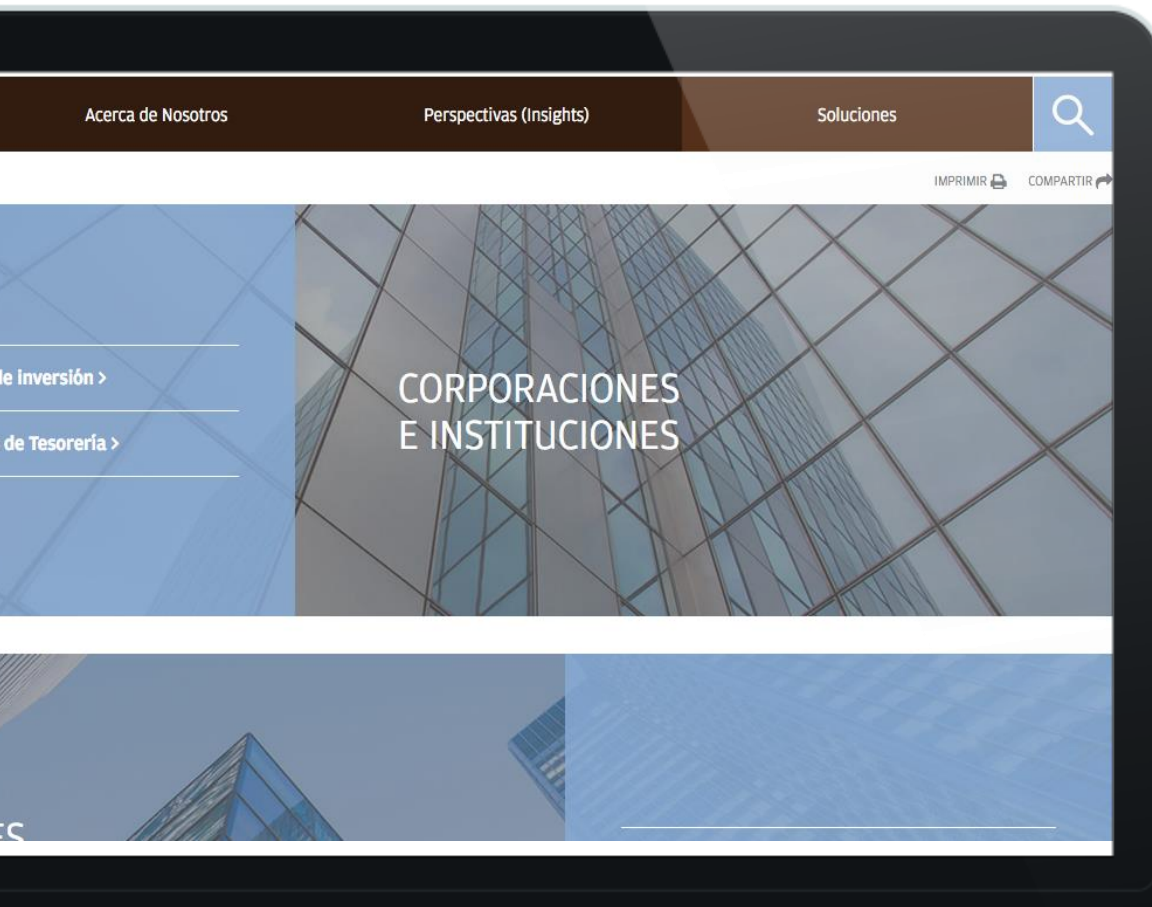 Acerca de Nosotros
Perspectivas (Insights)
Soluciones
IMPRIMIR
COMPARTIR
de inversión >
de Tesorería >
CORPORACIONES
E INSTITUCIONES